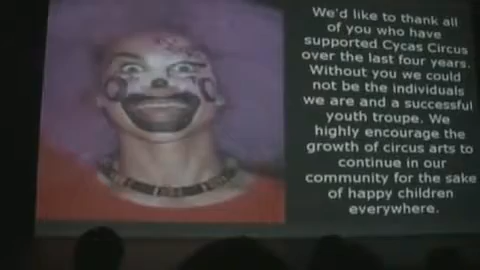 We'd like to thank all
of you who have
supported Cycas Circus
over the last four years.
Without you we could
not be the individuals
we are and a successful
youth troupe. We
highly encourage the
growth of circus arts to
continue in our
community for the sake
of happy children
everywhere.